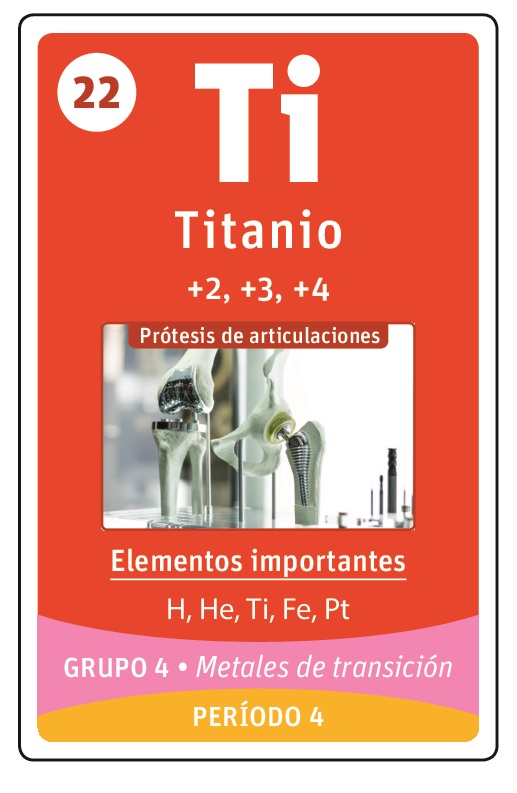 22
Ti
Titanio
+2, +3, +4
Prótesis de articulaciones
Elementos importantes
H, He, Ti, Fe, Pt
GRUPO 4 • Metales de transición
PERÍODO 4